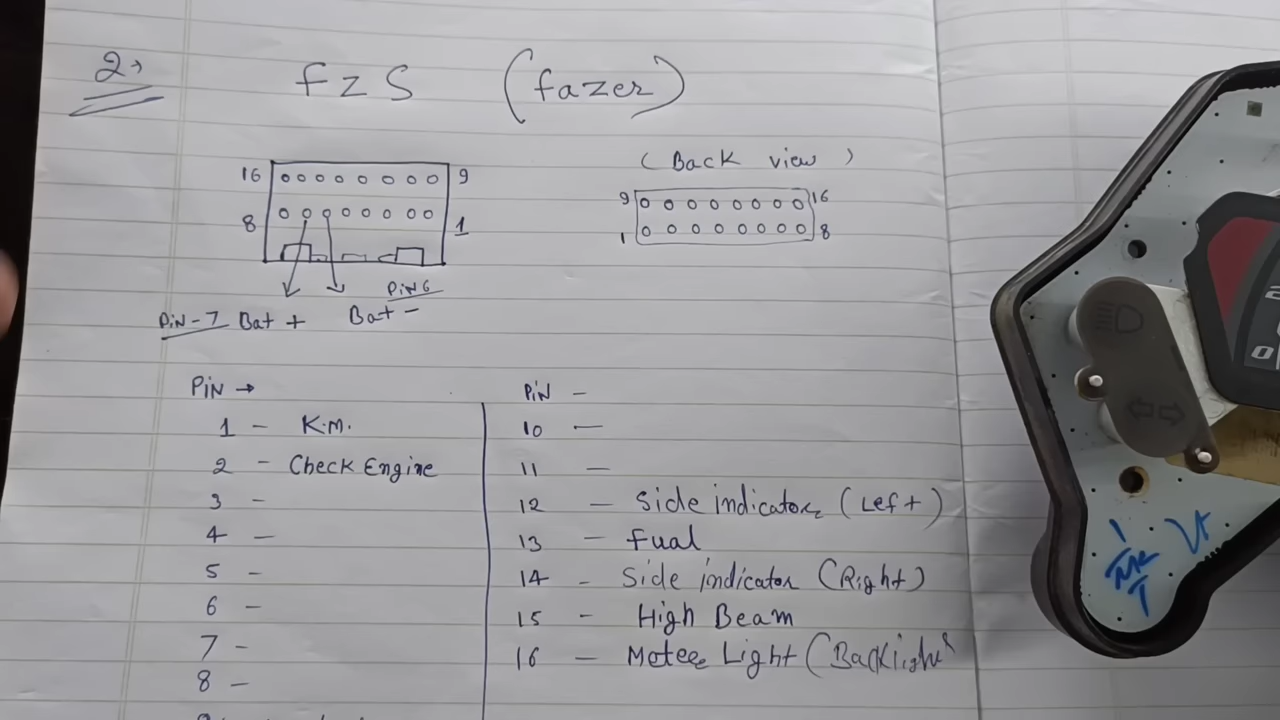 2,
FZS (fazer)
(Back view)
16 9
8 1
9 16
1 8
PiN 6
PiN-7 Bat + Bat -
PiN →
1 - K.M.
2 - Check Engine
3 -
4 -
5 -
6 -
7 -
8 -
PiN -
10 -
11 -
12 - Side indicator (Left)
13 - Fual
14 - Side indicator (Right)
15 - High Beam
16 - Meter Light (Backlight
0